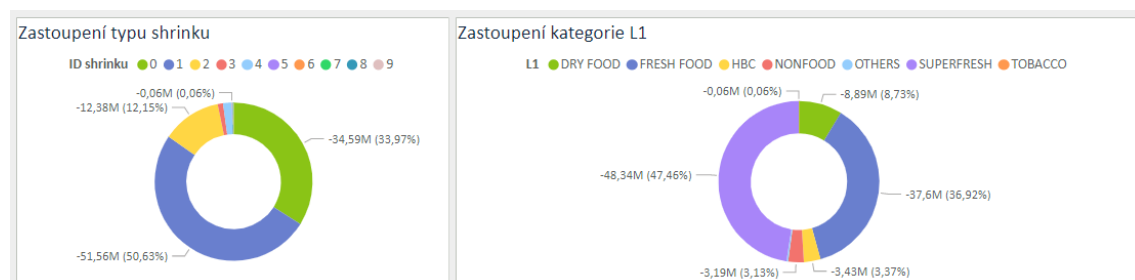 Zastoupení typu shrinku
ID shrinku 0 1 2 3 4 5 6 7 8 9
-0,06M (0,06%)
-12,38M (12,15%)
-34,59M (33,97%)
-51,56M (50,63%)
Zastoupení kategorie L1
L1 DRY FOOD FRESH FOOD HBC NONFOOD OTHERS SUPERFRESH TOBACCO
-0,06M (0,06%)
-8,89M (8,73%)
-48,34M (47,46%)
-37,6M (36,92%)
-3,19M (3,13%)
-3,43M (3,37%)